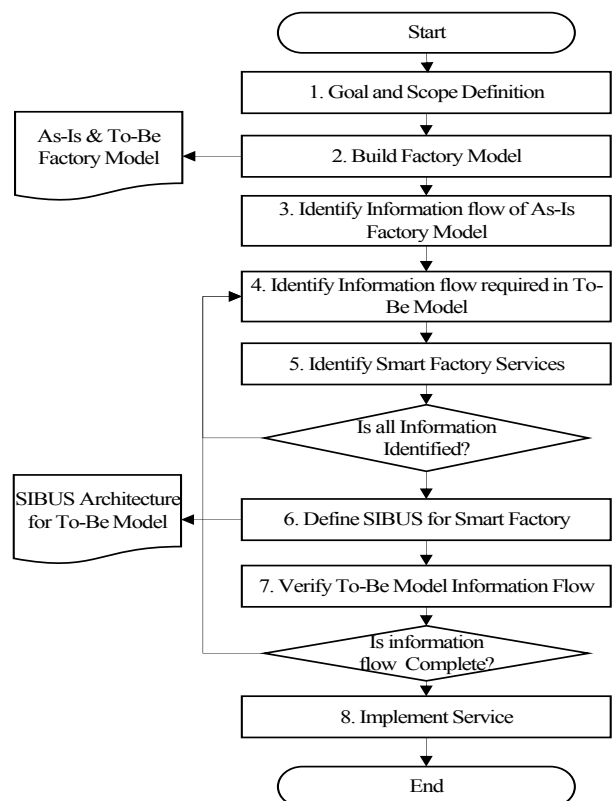 Start
1. Goal and Scope Definition
As-Is & To-Be
Factory Model
2. Build Factory Model
3. Identify Information flow of As-Is
Factory Model
4. Identify Information flow required in To-
Be Model
5. Identify Smart Factory Services
Is all Information
Identified?
SIBUS Architecture
for To-Be Model
6. Define SIBUS for Smart Factory
7. Verify To-Be Model Information Flow
Is information
flow Complete?
8. Implement Service
End